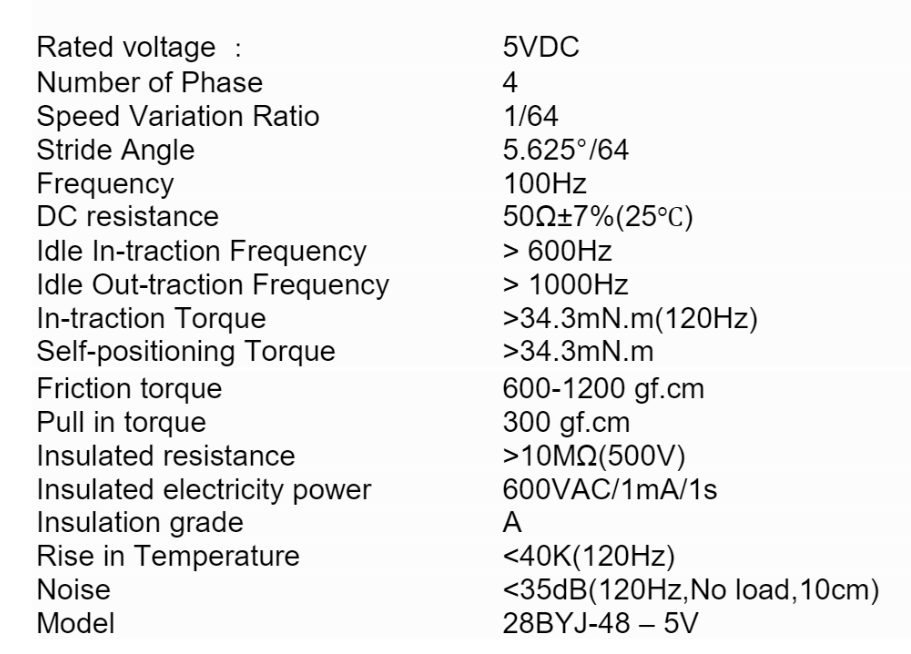 Rated voltage : 5VDC
Number of Phase 4
Speed Variation Ratio 1/64
Stride Angle 5.625°/64
Frequency 100Hz
DC resistance 50Ω±7%(25℃)
Idle In-traction Frequency > 600Hz
Idle Out-traction Frequency > 1000Hz
In-traction Torque >34.3mN.m(120Hz)
Self-positioning Torque >34.3mN.m
Friction torque 600-1200 gf.cm
Pull in torque 300 gf.cm
Insulated resistance >10MΩ(500V)
Insulated electricity power 600VAC/1mA/1s
Insulation grade A
Rise in Temperature <40K(120Hz)
Noise <35dB(120Hz,No load,10cm)
Model 28BYJ-48 – 5V